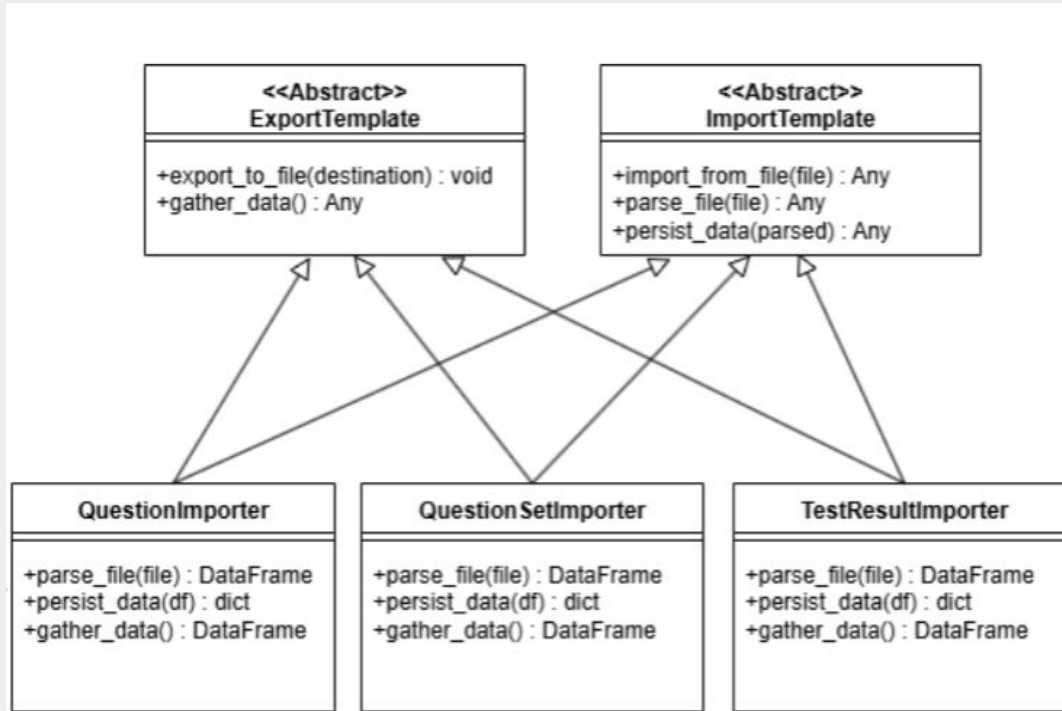 <<Abstract>>
ExportTemplate
+export_to_file(destination) : void
+gather_data() : Any
<<Abstract>>
ImportTemplate
+import_from_file(file) : Any
+parse_file(file) : Any
+persist_data(parsed) : Any
QuestionImporter
+parse_file(file) : DataFrame
+persist_data(df) : dict
+gather_data() : DataFrame
QuestionSetImporter
+parse_file(file) : DataFrame
+persist_data(df) : dict
+gather_data() : DataFrame
TestResultImporter
+parse_file(file) : DataFrame
+persist_data(df) : dict
+gather_data() : DataFrame